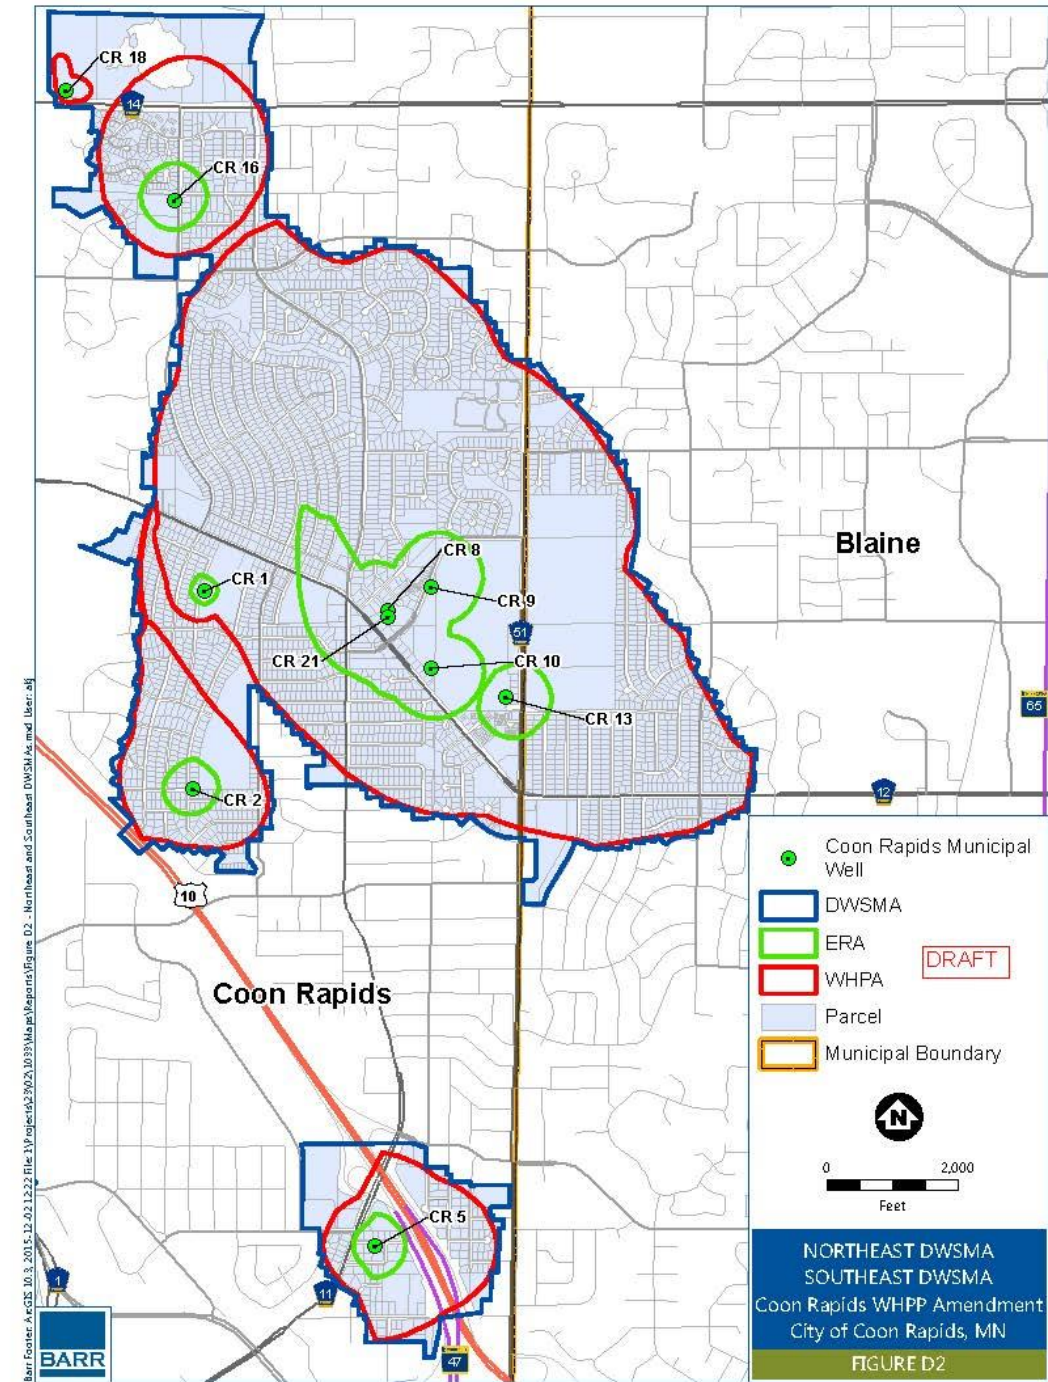 CR 18
14
CR 16
CR 8
CR 1
CR 9
Blaine
51
CR 21
CR 10
CR 13
65
CR 2
12
10
Coon Rapids
Coon Rapids Municipal
Well
DWSMA
ERA
DRAFT
WHPA
Parcel
Municipal Boundary
N
0 2,000
Feet
CR 5
1
11
47
BARR
NORTHEAST DWSMA
SOUTHEAST DWSMA
Coon Rapids WHPP Amendment
City of Coon Rapids, MN
FIGURE D2